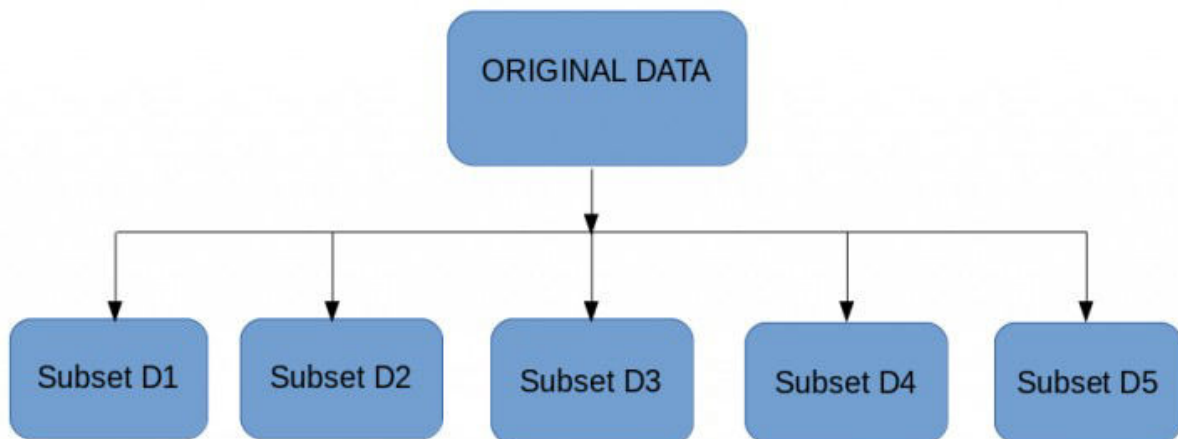 ORIGINAL DATA
Subset D1
Subset D2
Subset D3
Subset D4
Subset D5